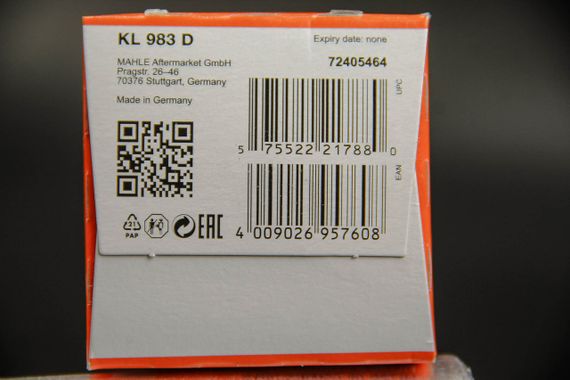 KL 983 D
Expiry date: none
MAHLE Aftermarket GmbH
Pragstr. 26–46
70376 Stuttgart, Germany
72405464
Made in Germany
UPC
5 75522 21788 0
EAN
4 009026 957608
21
PAP
EAC